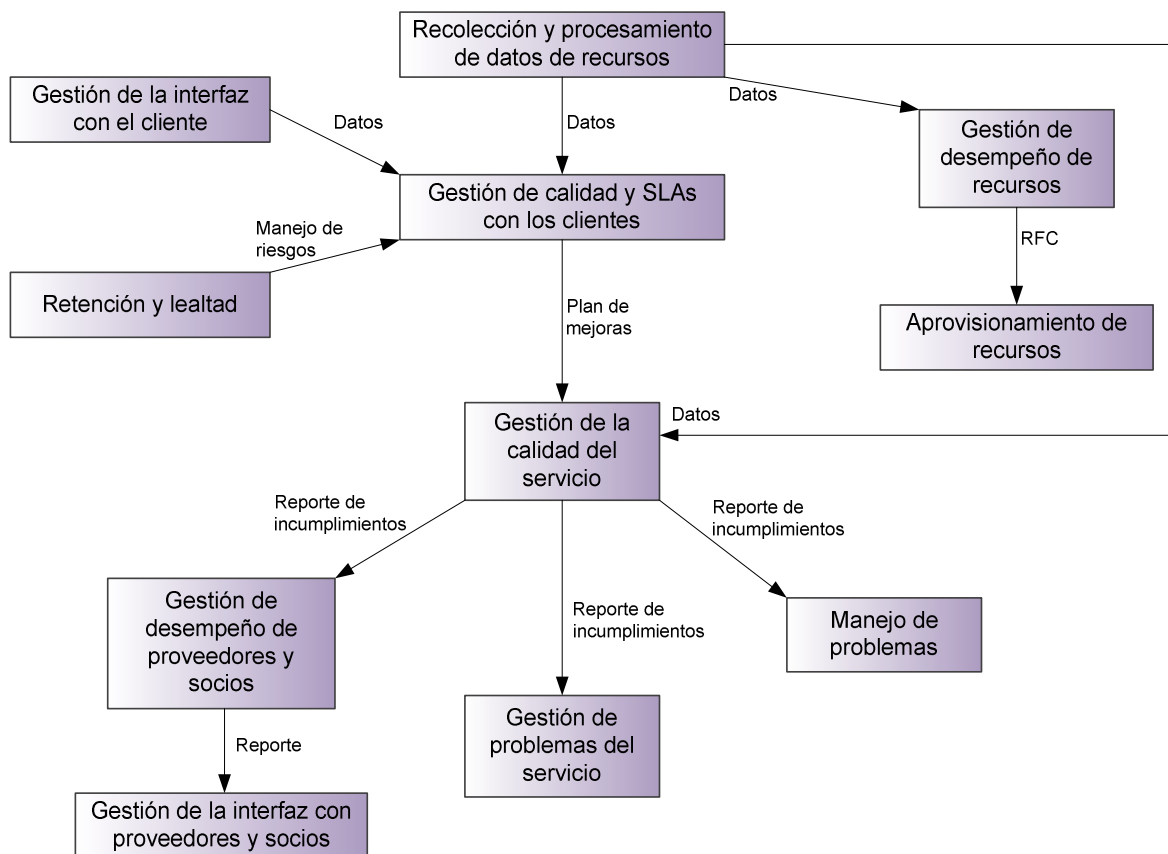 Recolección y procesamiento
de datos de recursos
Gestión de la interfaz
con el cliente
Datos
Datos
Datos
Gestión de
desempeño de
recursos
Gestión de calidad y SLAs
con los clientes
Manejo de
riesgos
RFC
Retención y lealtad
Plan de
mejoras
Aprovisionamiento de
recursos
Gestión de la
calidad del
servicio
Datos
Reporte de
incumplimientos
Reporte de
incumplimientos
Reporte de
incumplimientos
Gestión de
desempeño de
proveedores y
socios
Manejo de
problemas
Gestión de
problemas del
servicio
Reporte
Gestión de la interfaz con
proveedores y socios